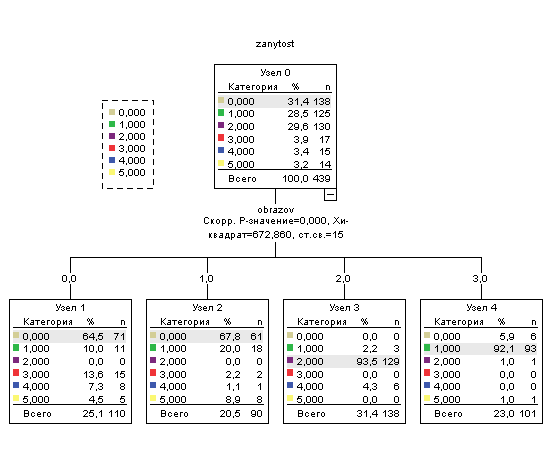 zanytost
Узел 0
Категория % n
0,000 31,4 138
1,000 28,5 125
2,000 29,6 130
3,000 3,9 17
4,000 3,4 15
5,000 3,2 14
Всего 100,0 439
0,000
1,000
2,000
3,000
4,000
5,000
obrazov
Скорр. P-значение=0,000, Хи-
квадрат=672,860, ст.св.=15
0,0 1,0 2,0 3,0
Узел 1
Категория % n
0,000 64,5 71
1,000 10,0 11
2,000 0,0 0
3,000 13,6 15
4,000 7,3 8
5,000 4,5 5
Всего 25,1 110
Узел 2
Категория % n
0,000 67,8 61
1,000 20,0 18
2,000 0,0 0
3,000 2,2 2
4,000 1,1 1
5,000 8,9 8
Всего 20,5 90
Узел 3
Категория % n
0,000 0,0 0
1,000 2,2 3
2,000 93,5 129
3,000 0,0 0
4,000 4,3 6
5,000 0,0 0
Всего 31,4 138
Узел 4
Категория % n
0,000 5,9 6
1,000 92,1 93
2,000 1,0 1
3,000 0,0 0
4,000 0,0 0
5,000 1,0 1
Всего 23,0 101